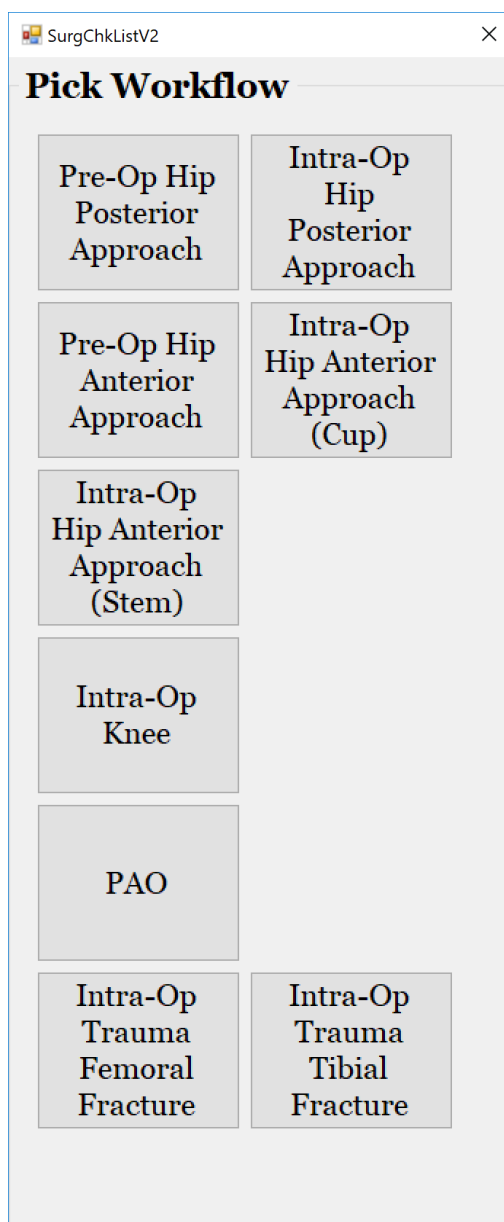 SurgChkListV2
Pick Workflow
Pre-Op Hip
Posterior
Approach
Intra-Op
Hip
Posterior
Approach
Pre-Op Hip
Anterior
Approach
Intra-Op
Hip Anterior
Approach
(Cup)
Intra-Op
Hip Anterior
Approach
(Stem)
Intra-Op
Knee
PAO
Intra-Op
Trauma
Femoral
Fracture
Intra-Op
Trauma
Tibial
Fracture